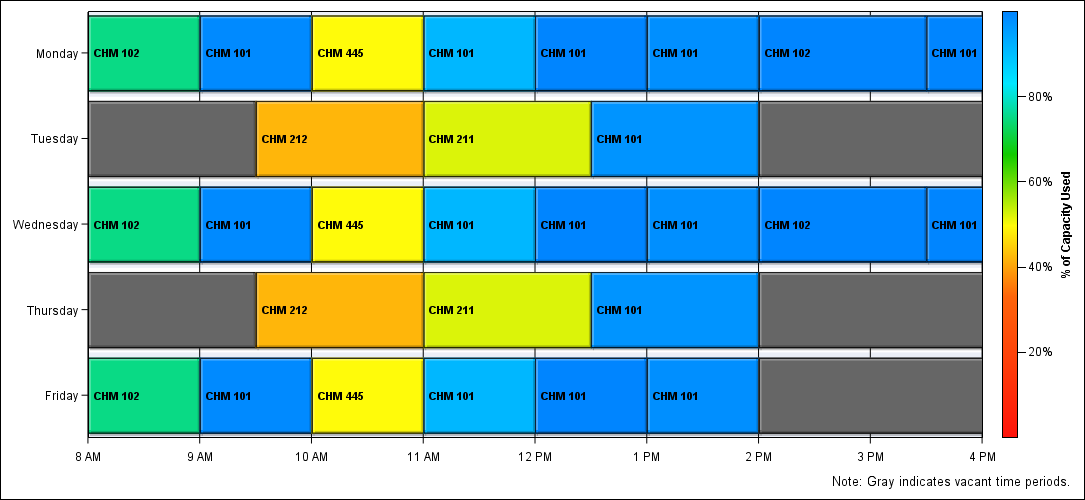 Monday
CHM 102 CHM 101 CHM 445 CHM 101 CHM 101 CHM 101 CHM 102 CHM 101
Tuesday
CHM 212 CHM 211 CHM 101
Wednesday
CHM 102 CHM 101 CHM 445 CHM 101 CHM 101 CHM 101 CHM 102 CHM 101
Thursday
CHM 212 CHM 211 CHM 101
Friday
CHM 102 CHM 101 CHM 445 CHM 101 CHM 101 CHM 101
8 AM 9 AM 10 AM 11 AM 12 PM 1 PM 2 PM 3 PM 4 PM
80%
60%
40%
20%
% of Capacity Used
Note: Gray indicates vacant time periods.